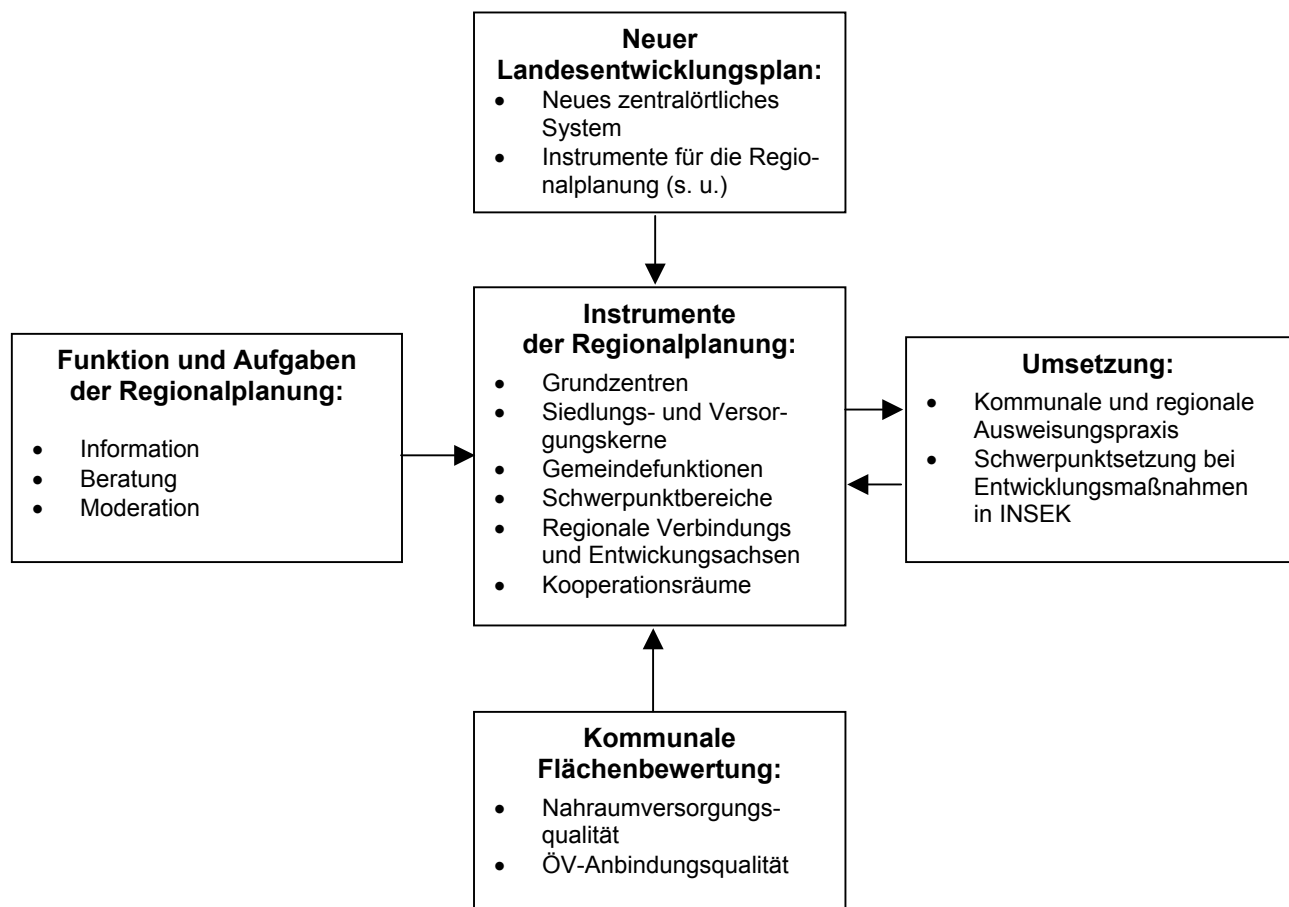 Neuer
Landesentwicklungsplan:
• Neues zentralörtliches
System
• Instrumente für die Regio-
nalplanung (s. u.)
Funktion und Aufgaben
der Regionalplanung:
• Information
• Beratung
• Moderation
Instrumente
der Regionalplanung:
• Grundzentren
• Siedlungs- und Versor-
gungskerne
• Gemeindefunktionen
• Schwerpunktbereiche
• Regionale Verbindungs
und Entwickungsachsen
• Kooperationsräume
Umsetzung:
• Kommunale und regionale
Ausweisungspraxis
• Schwerpunktsetzung bei
Entwicklungsmaßnahmen
in INSEK
Kommunale
Flächenbewertung:
• Nahraumversorgungs-
qualität
• ÖV-Anbindungsqualität